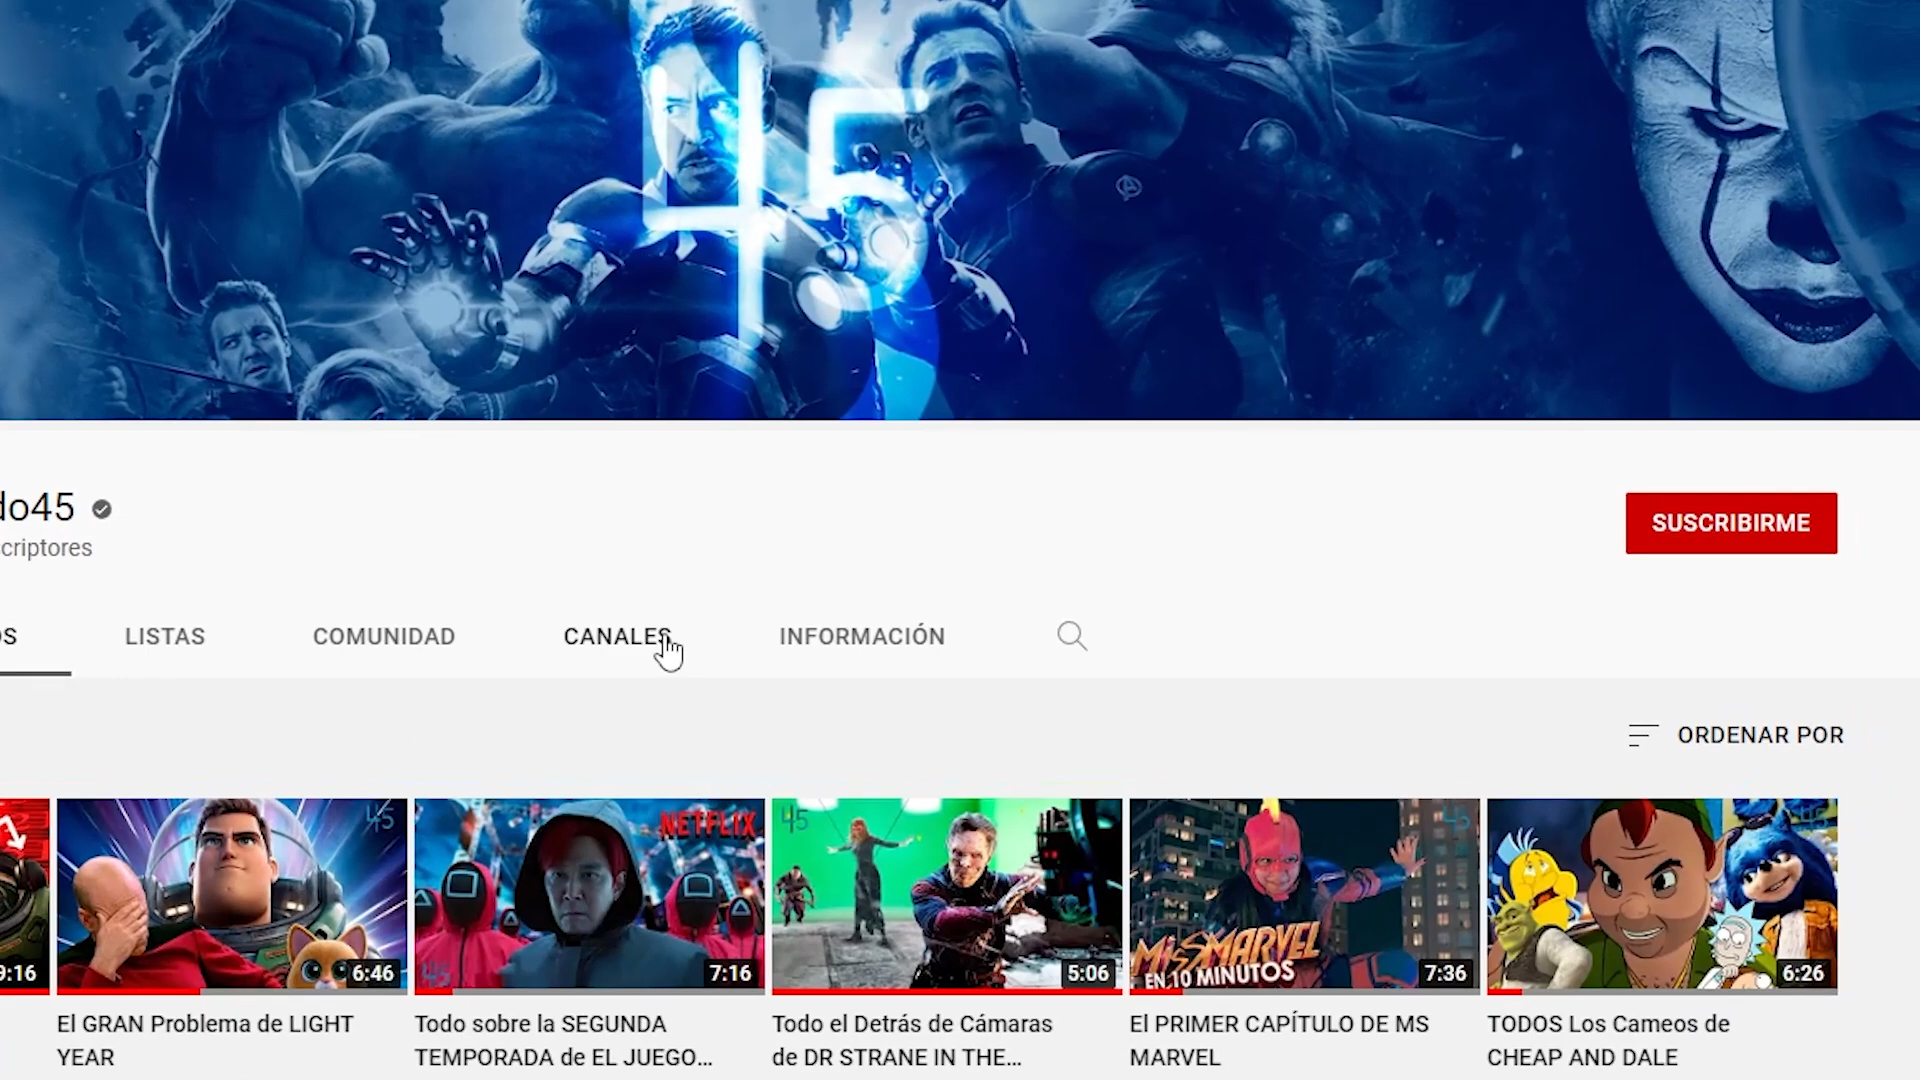 45
do45
criptores
SUSCRIBIRME
OS
LISTAS
COMUNIDAD
CANALES
INFORMACIÓN
ORDENAR POR
45
NETFLIX
45
45
45
MS MARVEL
EN 10 MINUTOS
9:16
6:46
7:16
5:06
7:36
6:26
El GRAN Problema de LIGHT
YEAR
Todo sobre la SEGUNDA
TEMPORADA de EL JUEGO...
Todo el Detrás de Cámaras
de DR STRANE IN THE...
El PRIMER CAPÍTULO DE MS
MARVEL
TODOS Los Cameos de
CHEAP AND DALE